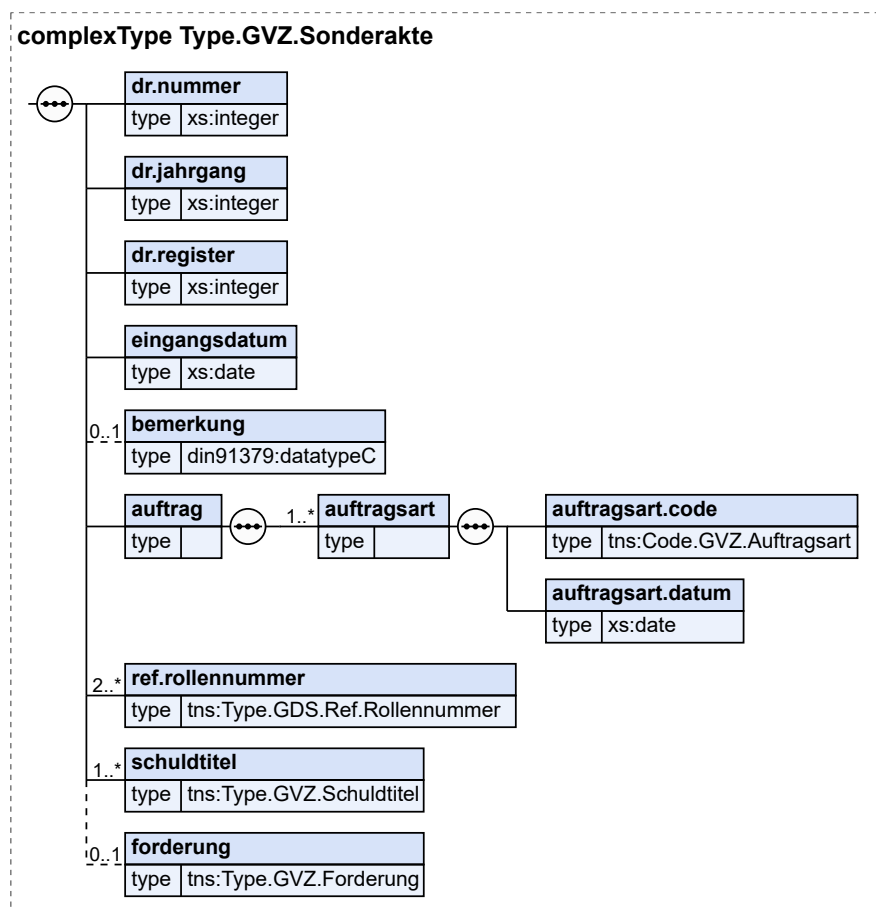 complexType Type.GVZ.Sonderakte
dr.nummer
type xs:integer
dr.jahrgang
type xs:integer
dr.register
type xs:integer
eingangsdatum
type xs:date
0..1 bemerkung
type din91379:datatypeC
auftrag 1..* auftragsart auftragsart.code
type type type tns:Code.GVZ.Auftragsart
auftragsart.datum
type xs:date
2..* ref.rollennummer
type tns:Type.GDS.Ref.Rollennummer
1..* schuldtitel
type tns:Type.GVZ.Schuldtitel
0..1 forderung
type tns:Type.GVZ.Forderung